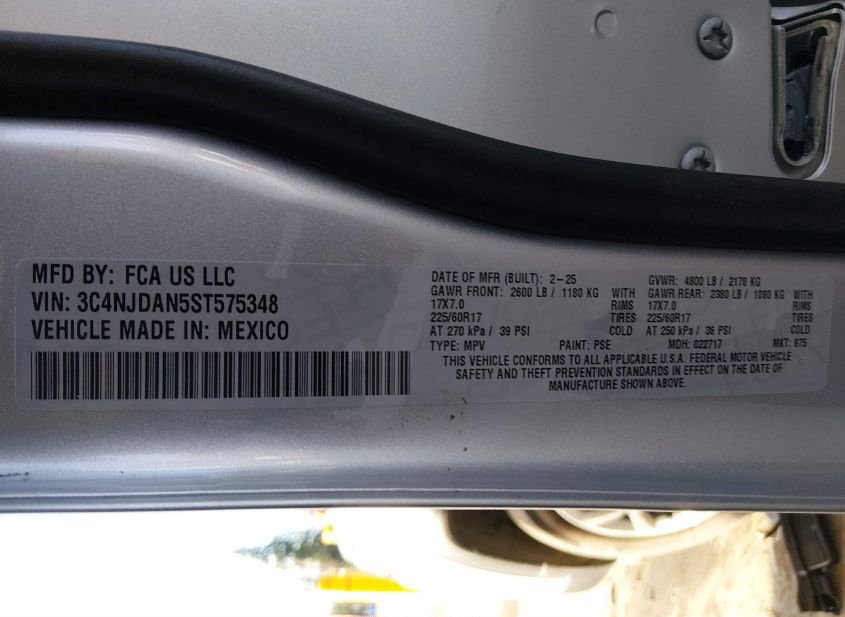 MFD BY: FCA US LLC
VIN: 3C4NJDAN5ST575348
VEHICLE MADE IN: MEXICO
DATE OF MFR (BUILT): 2-25 GVWR: 4800 LB / 2178 KG
GAWR FRONT: 2600 LB / 1180 KG WITH GAWR REAR: 2380 LB / 1080 KG WITH
17X7.0 RIMS 17X7.0 RIMS
225/60R17 TIRES 225/60R17 TIRES
AT 270 kPa / 39 PSI COLD AT 250 kPa / 36 PSI COLD
TYPE: MPV PAINT: PSE MDH: 022717 MKT: 875
THIS VEHICLE CONFORMS TO ALL APPLICABLE U.S.A. FEDERAL MOTOR VEHICLE
SAFETY AND THEFT PREVENTION STANDARDS IN EFFECT ON THE DATE OF
MANUFACTURE SHOWN ABOVE.